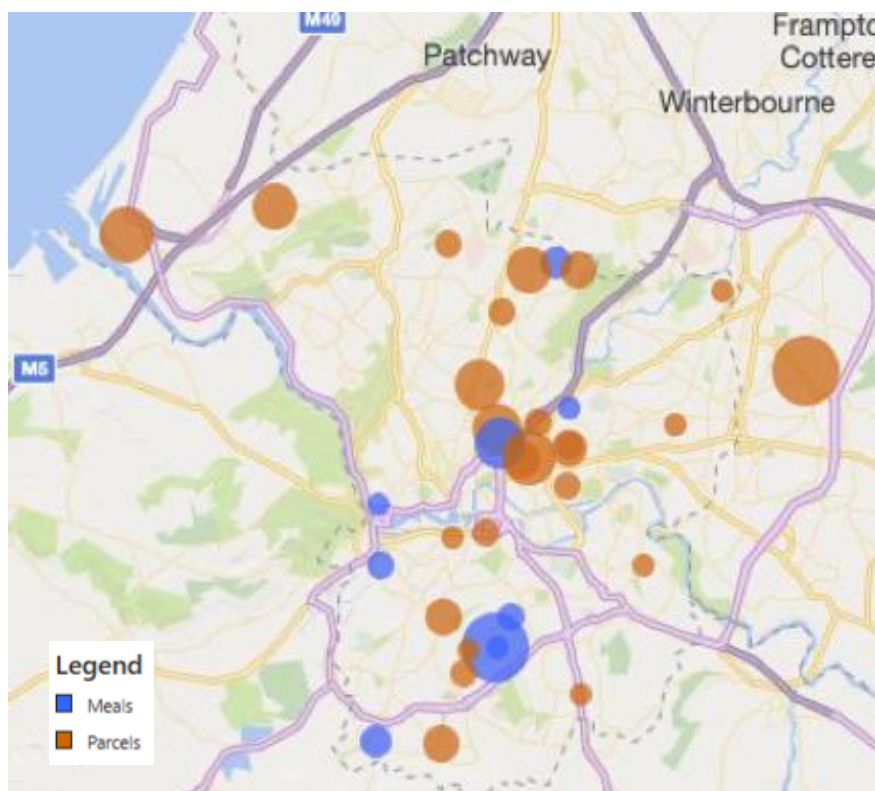 M49
Patchway
Frampto
Cottere
Winterbourne
M5
Legend
Meals
Parcels